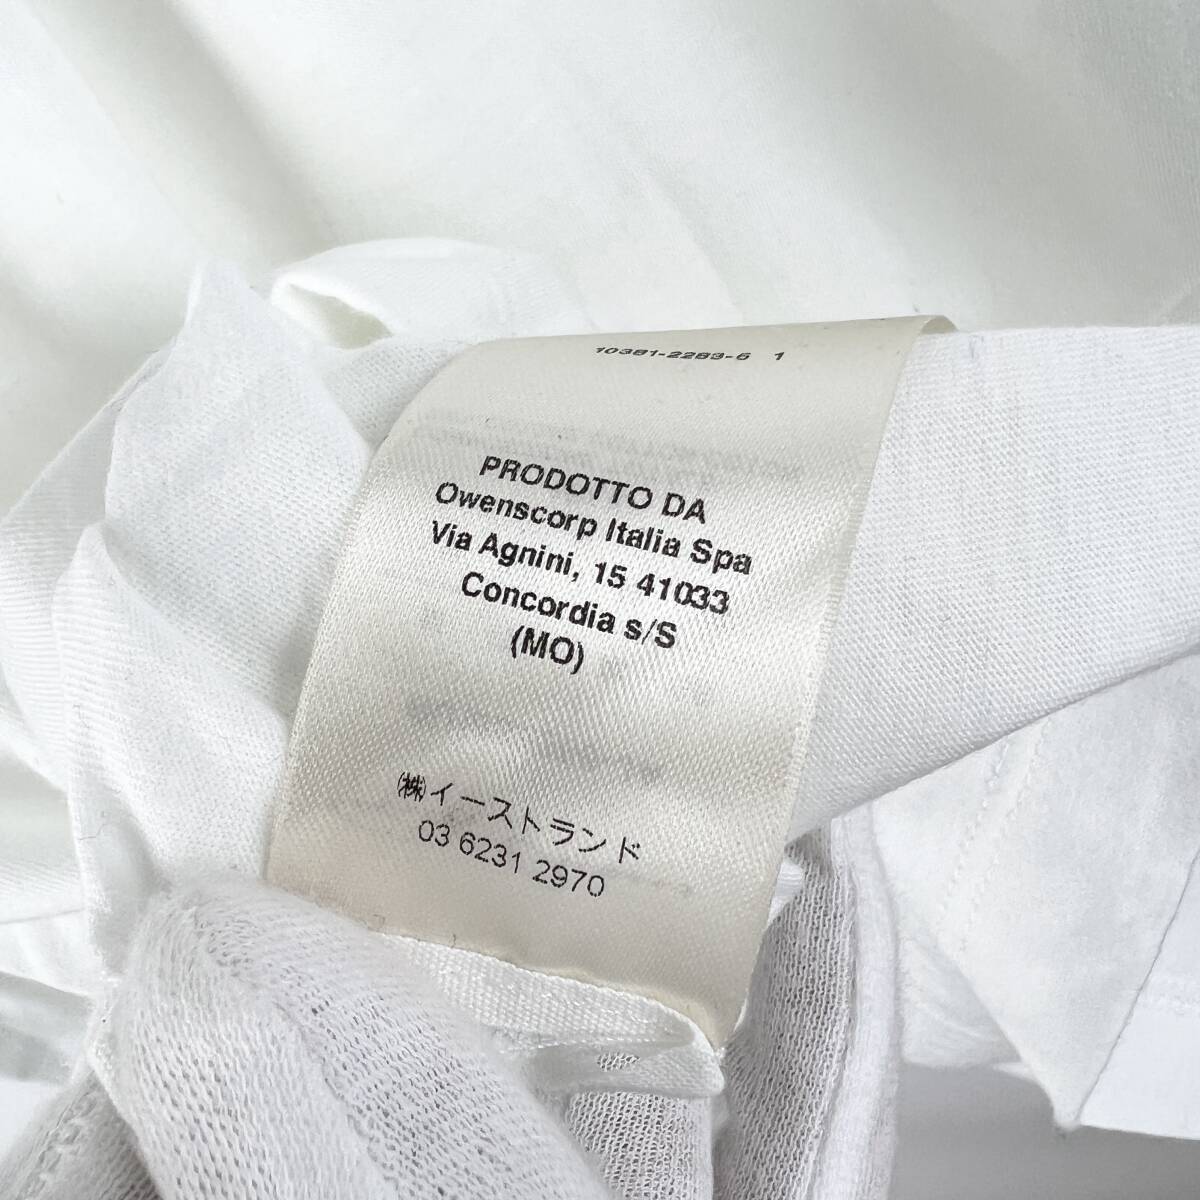 10381-2283-5 1
PRODOTTO DA
Owenscorp Italia Spa
Via Agnini, 15 41033
Concordia s/S
(MO)
㈱イーストランド
03 6231 2970